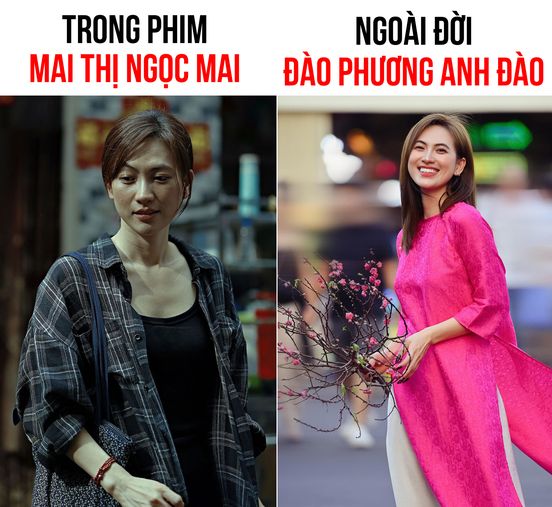 TRONG PHIM
MAI THỊ NGỌC MAI
NGOÀI ĐỜI
ĐÀO PHƯƠNG ANH ĐÀO